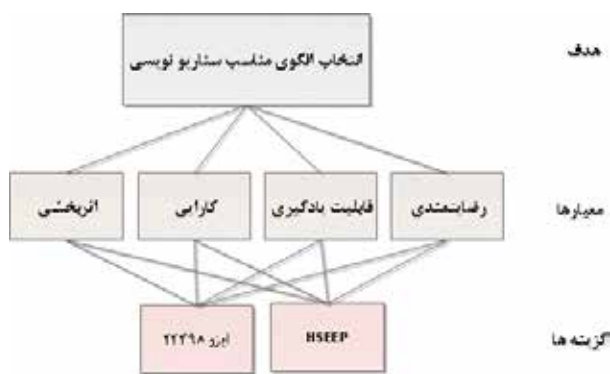 هدف
انتخاب الگوی مناسب سناریو نویسی
معیارها
رضایتمندی
قابلیت یادگیری
کارایی
اثربخشی
گزینه ها
HSEEP
ایزو ۲۲۳۹۸